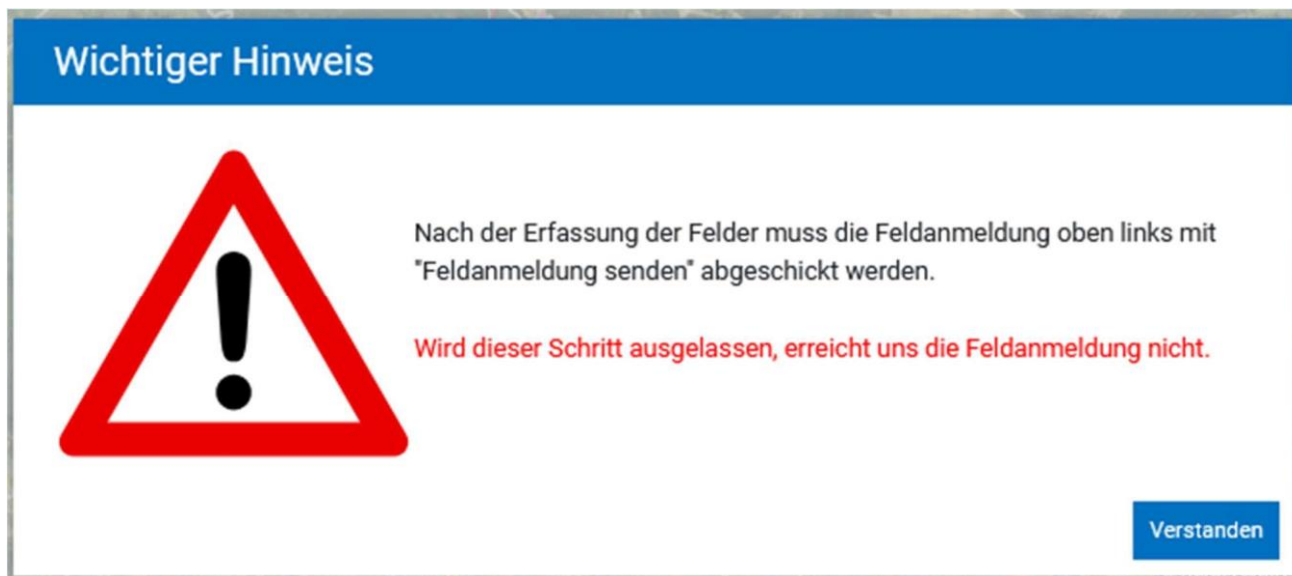 Wichtiger Hinweis
Nach der Erfassung der Felder muss die Feldanmeldung oben links mit
"Feldanmeldung senden" abgeschickt werden.
Wird dieser Schritt ausgelassen, erreicht uns die Feldanmeldung nicht.
Verstanden